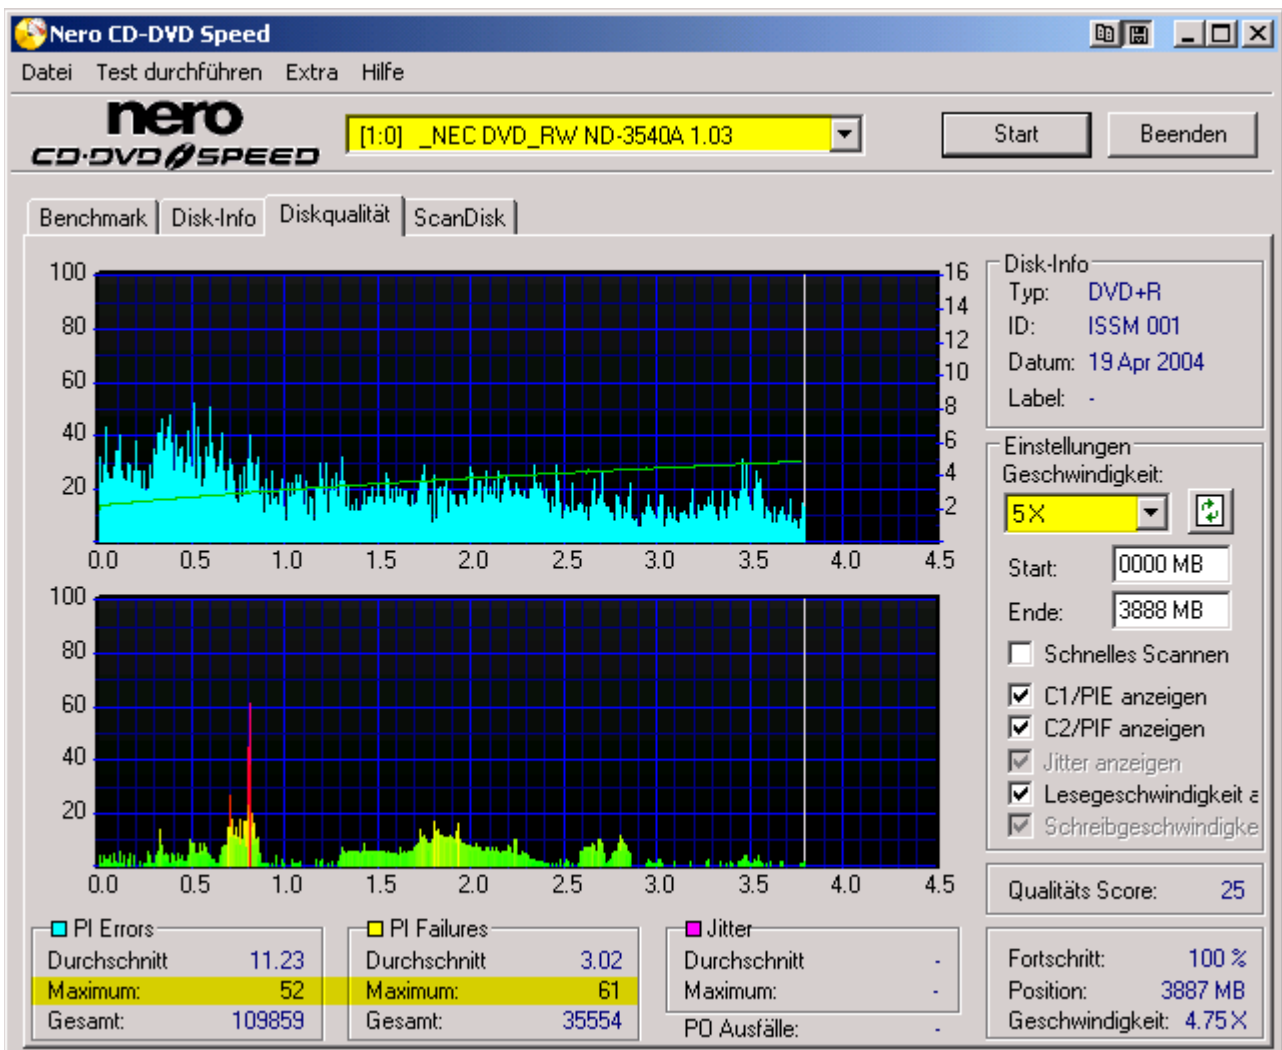 Nero CD-DVD Speed
Datei Test durchführen Extra Hilfe
nero
CD·DVD SPEED
[1:0] _NEC DVD_RW ND-3540A 1.03
Start
Beenden
Benchmark Disk-Info Diskqualität ScanDisk
100
80
60
40
20
16
14
12
10
8
6
4
2
0.0 0.5 1.0 1.5 2.0 2.5 3.0 3.5 4.0 4.5
100
80
60
40
20
0.0 0.5 1.0 1.5 2.0 2.5 3.0 3.5 4.0 4.5
Disk-Info
Typ: DVD+R
ID: ISSM 001
Datum: 19 Apr 2004
Label: -
Einstellungen
Geschwindigkeit:
5X
Start: 0000 MB
Ende: 3888 MB
Schnelles Scannen
C1/PIE anzeigen
C2/PIF anzeigen
Jitter anzeigen
Lesegeschwindigkeit a
Schreibgeschwindigke
Qualitäts Score: 25
PI Errors
Durchschnitt 11.23
Maximum: 52
Gesamt: 109859
PI Failures
Durchschnitt 3.02
Maximum: 61
Gesamt: 35554
Jitter
Durchschnitt -
Maximum: -
PO Ausfälle: -
Fortschritt: 100 %
Position: 3887 MB
Geschwindigkeit: 4.75X